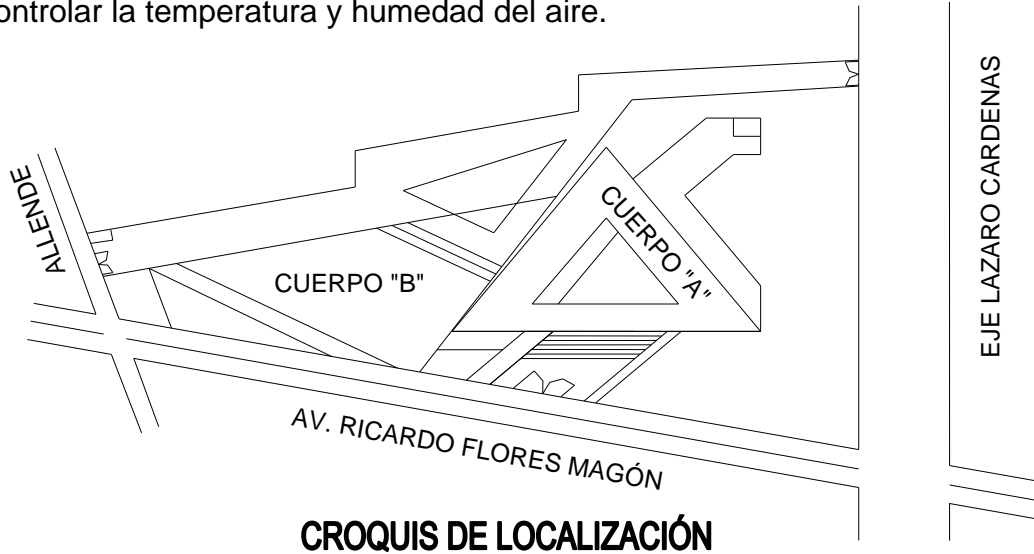 ontrolar la temperatura y humedad del aire.
ALLENDE
CUERPO "B"
CUERPO "A"
EJE LAZARO CARDENAS
AV. RICARDO FLORES MAGÓN
CROQUIS DE LOCALIZACIÓN